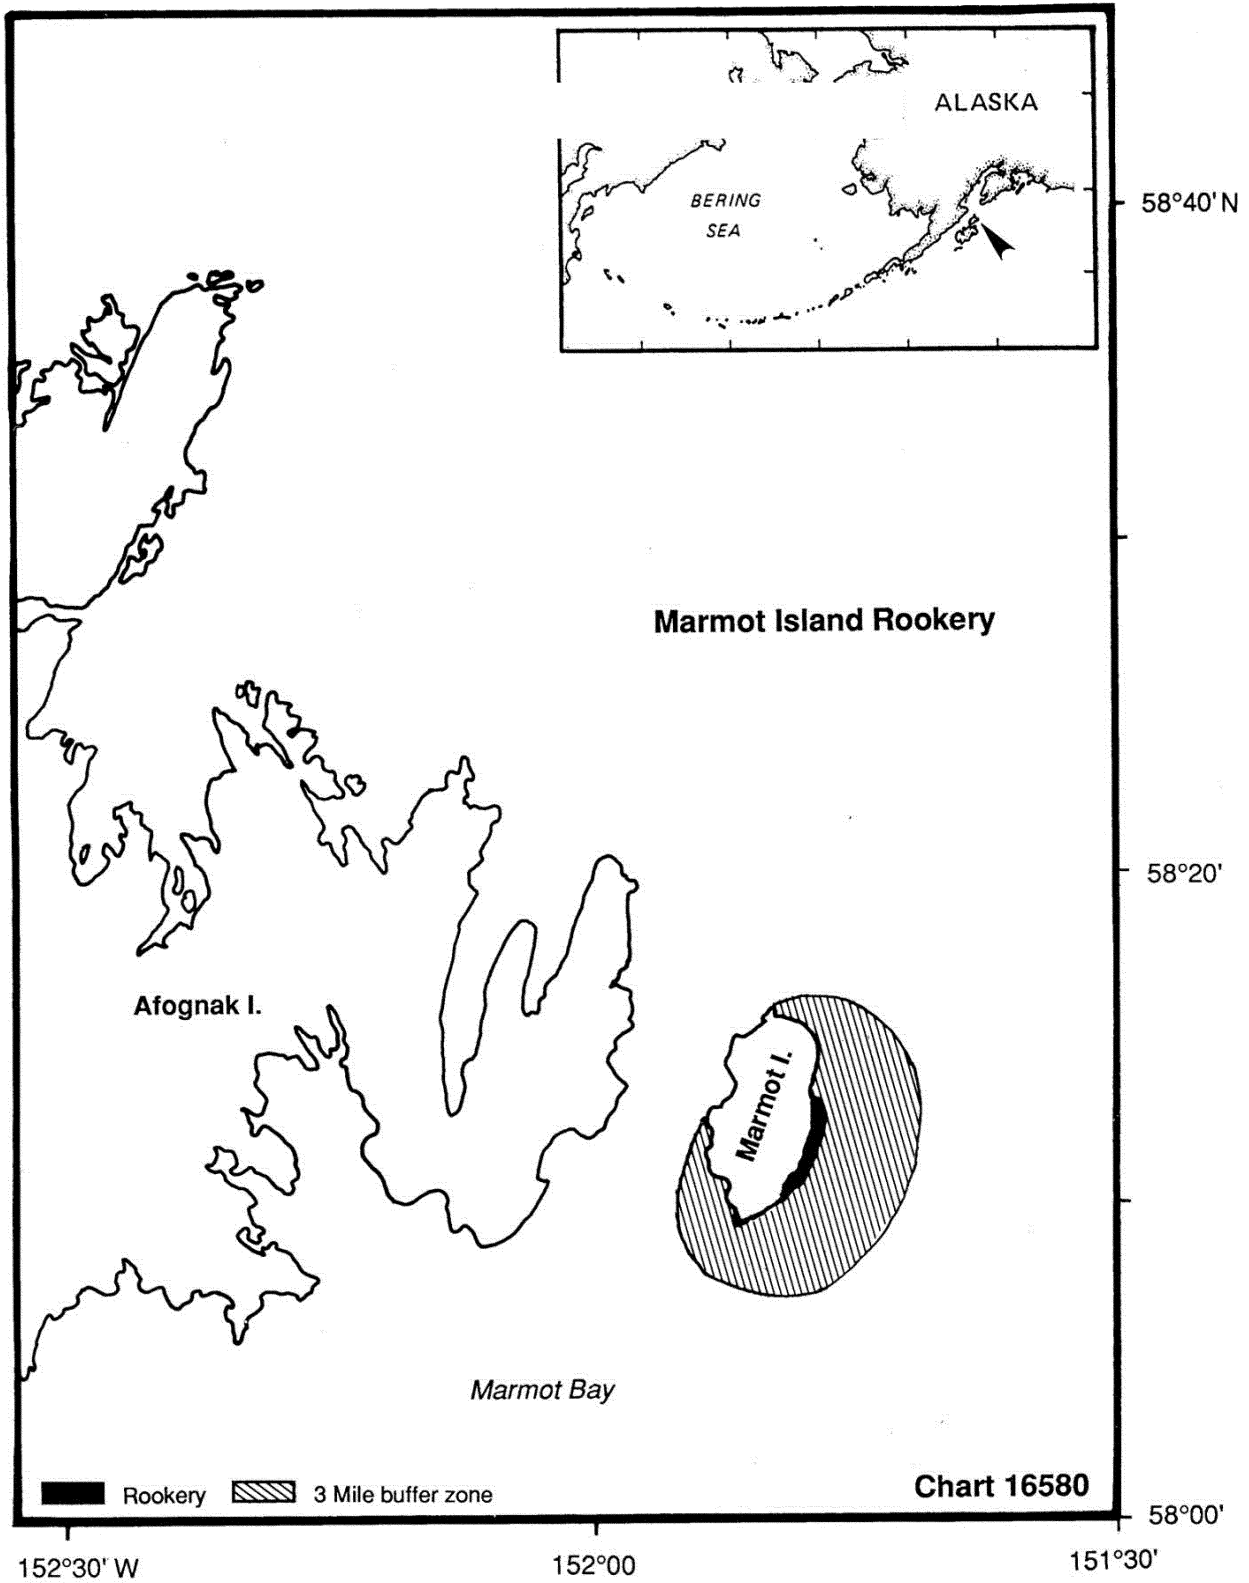 ALASKA
BERING
SEA
58°40' N
Marmot Island Rookery
58°20'
Afognak I.
Marmot I.
Marmot Bay
Rookery
3 Mile buffer zone
Chart 16580
58°00'
152°30' W
152°00
151°30'